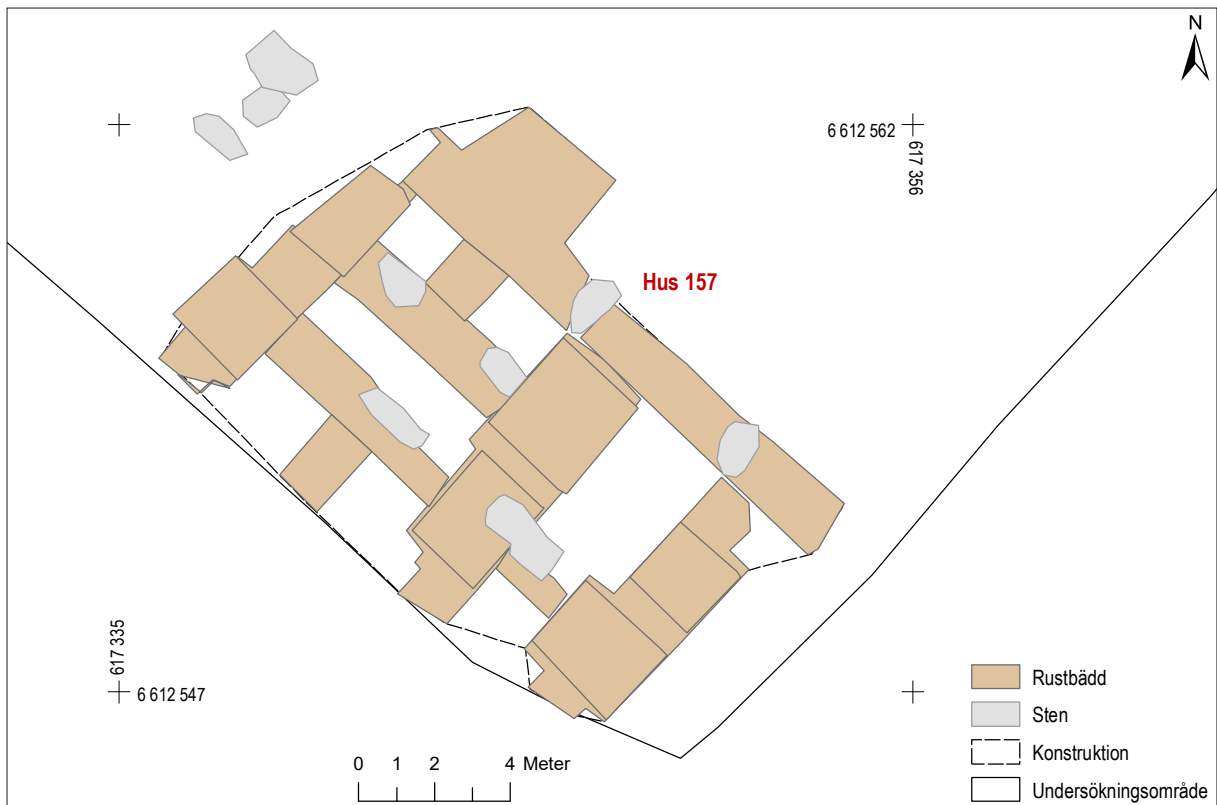 N
6 612 562
617 356
Hus 157
617 335
6 612 547
0 1 2 4 Meter
Rustbädd
Sten
Konstruktion
Undersökningsområde